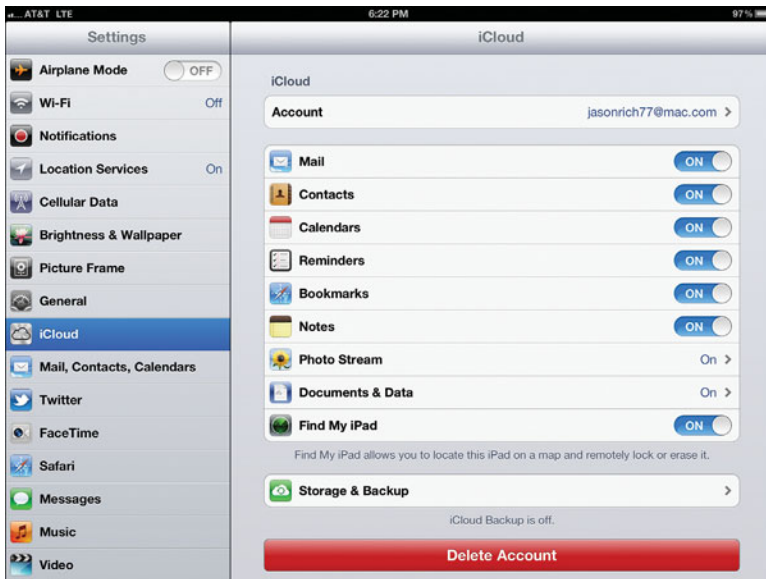 AT&T LTE 6:22 PM 97%
Settings
Airplane Mode OFF
Wi-Fi Off
Notifications
Location Services On
Cellular Data
Brightness & Wallpaper
Picture Frame
General
iCloud
Mail, Contacts, Calendars
Twitter
FaceTime
Safari
Messages
Music
Video
iCloud
iCloud
Account jasonrich77@mac.com
Mail ON
Contacts ON
Calendars ON
Reminders ON
Bookmarks ON
Notes ON
Photo Stream On
Documents & Data On
Find My iPad ON
Find My iPad allows you to locate this iPad on a map and remotely lock or erase it.
Storage & Backup
iCloud Backup is off.
Delete Account